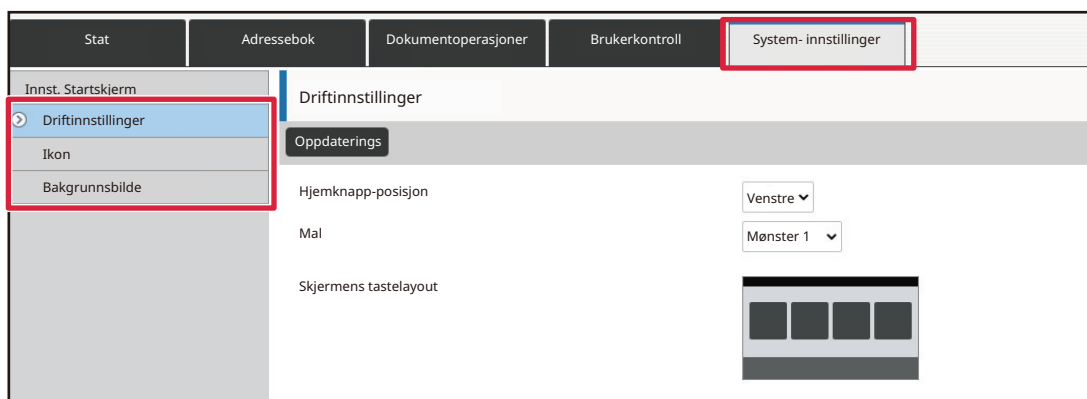 Stat
Adressebok
Dokumentoperasjoner
Brukerkontroll
System- innstillinger
Innst. Startskjerm
Driftinnstillinger
Ikon
Bakgrunnsbilde
Driftinnstillinger
Oppdaterings
Hjemknapp-posisjon
Venstre
Mal
Mønster 1
Skjermens tastelayout